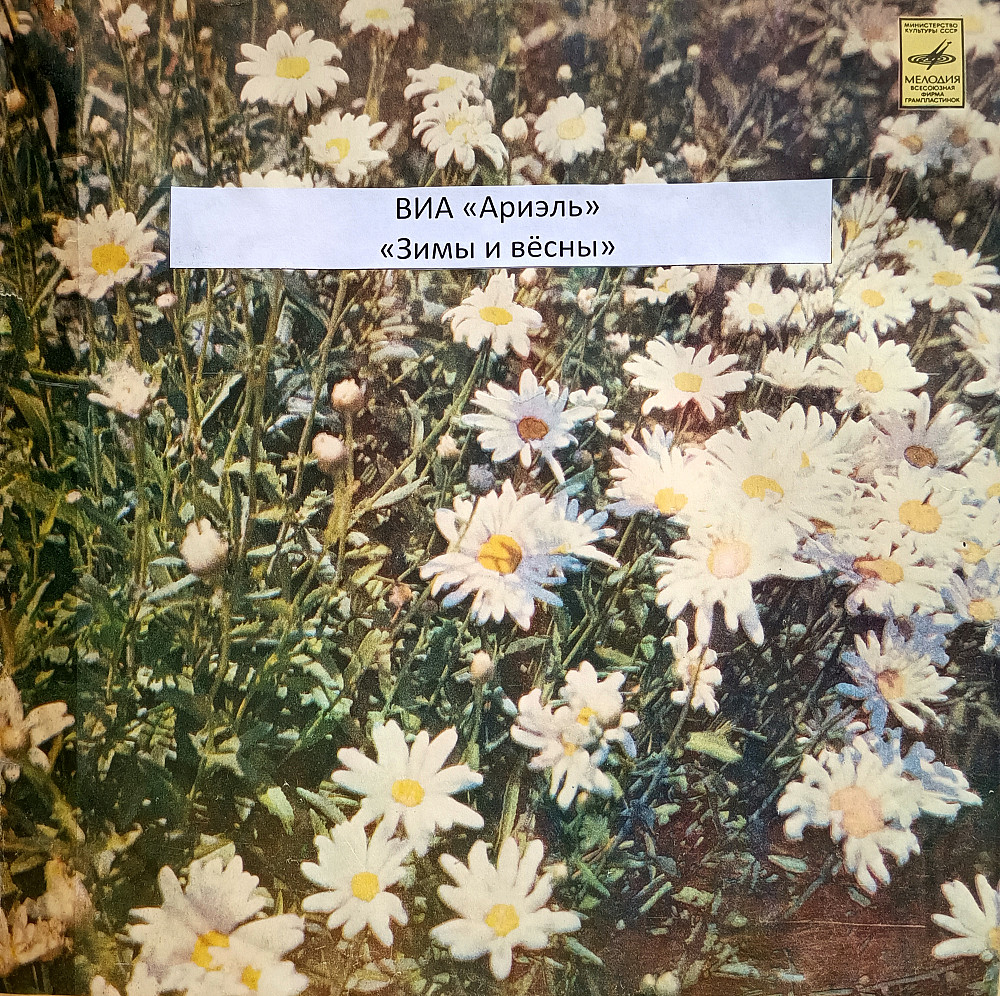 МИНИСТЕРСТВО
КУЛЬТУРЫ СССР
МЕЛОДИЯ
ВСЕСОЮЗНАЯ
ФИРМА
ГРАМПЛАСТИНОК
ВИА «Ариэль»
«Зимы и вёсны»